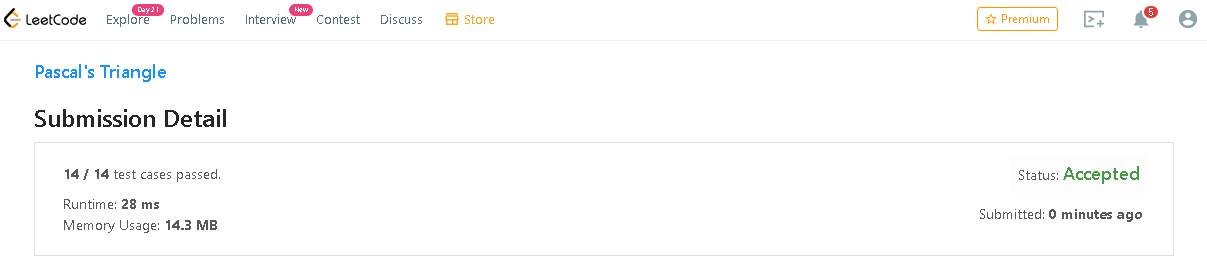 LeetCode Explore Day 21 Problems Interview New Contest Discuss Store Premium 5
Pascal's Triangle
Submission Detail
14 / 14 test cases passed.
Status: Accepted
Runtime: 28 ms
Submitted: 0 minutes ago
Memory Usage: 14.3 MB